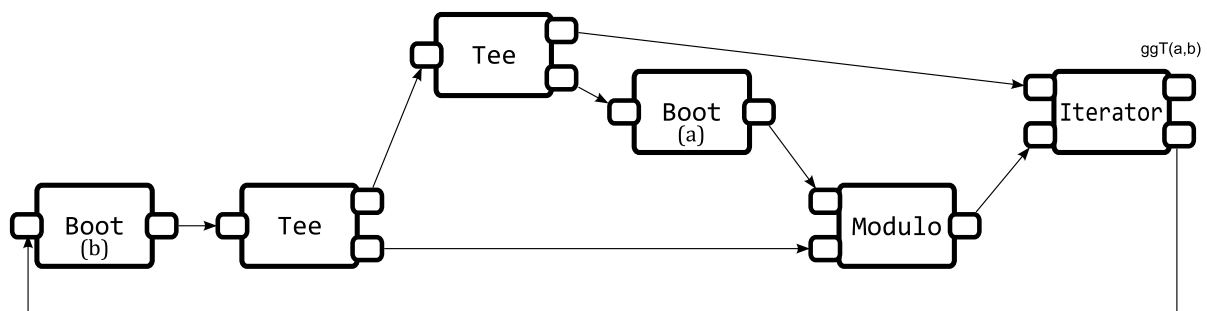 Tee
ggT(a,b)
Boot
(a)
Iterator
Boot
(b)
Tee
Modulo